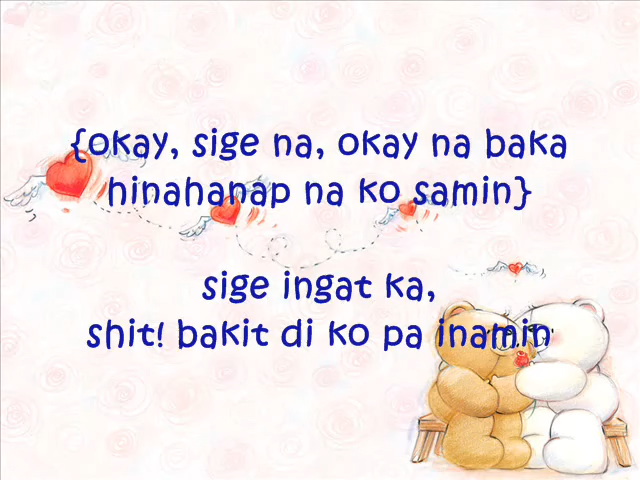 {okay, sige na, okay na baka
hinahanap na ko samin}
sige ingat ka,
shit! bakit di ko pa inamin